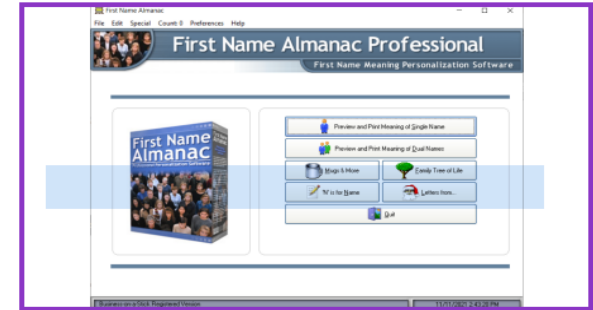 First Name Almanac
File Edit Special Count: 0 Preferences Help
First Name Almanac Professional
First Name Meaning Personalization Software
First Name
Almanac
Preview and Print Meaning of Single Name
Preview and Print Meaning of Dual Names
Mugs & More
Family Tree of Life
'N' is for Name
Letters from...
Quit
Business on a Stick Registered Version
11/11/2021 2:43:28 PM